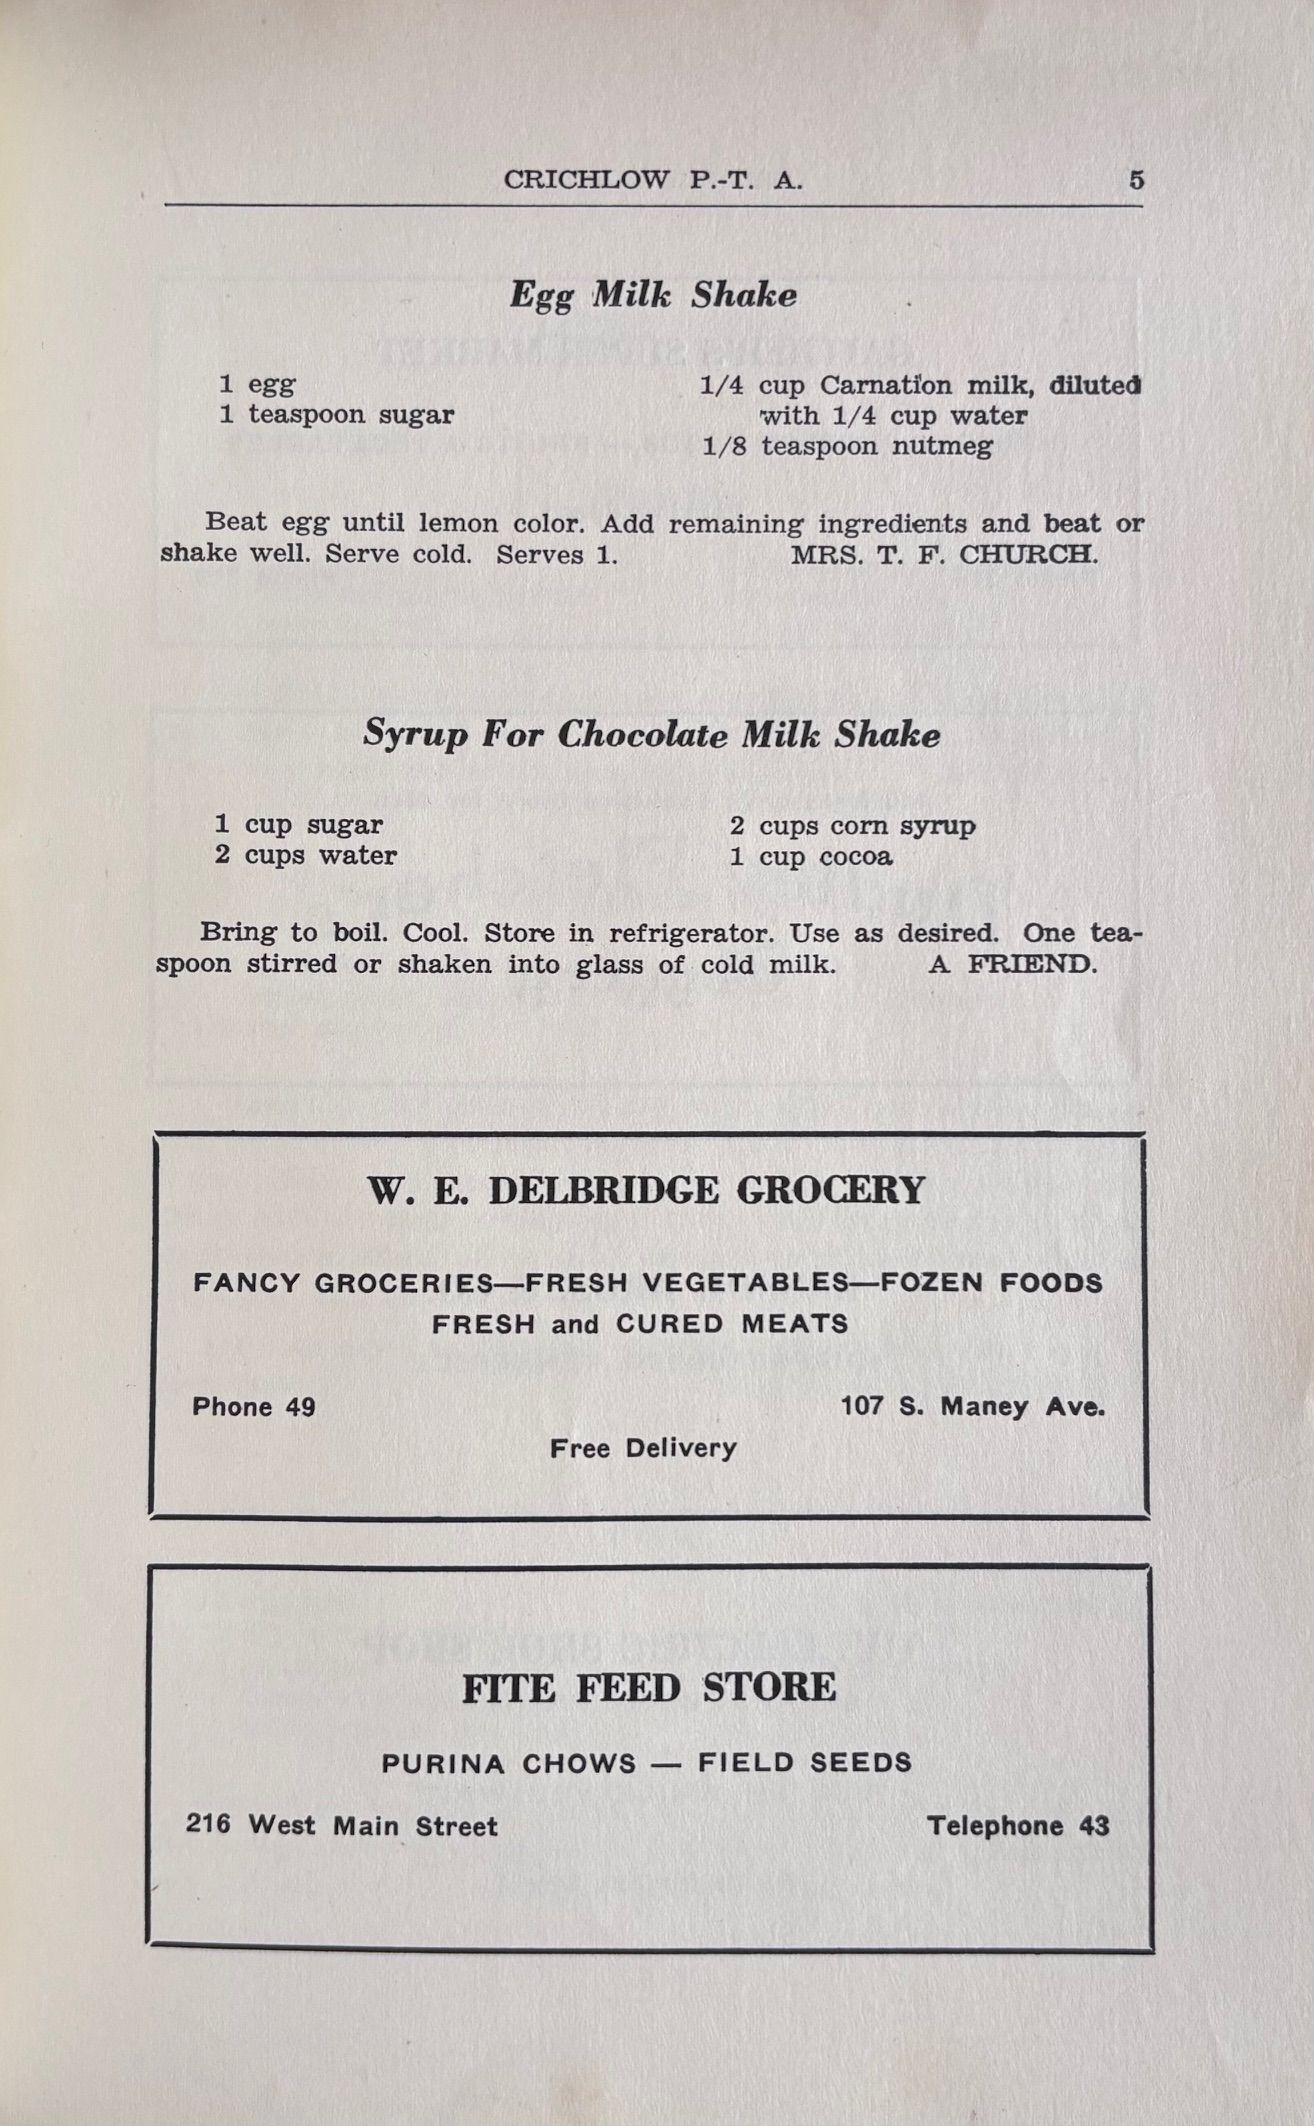 CRICHLOW P.-T. A. 5
Egg Milk Shake
1 egg
1 teaspoon sugar
1/4 cup Carnation milk, diluted
with 1/4 cup water
1/8 teaspoon nutmeg
Beat egg until lemon color. Add remaining ingredients and beat or
shake well. Serve cold. Serves 1. MRS. T. F. CHURCH.
Syrup For Chocolate Milk Shake
1 cup sugar
2 cups water
2 cups corn syrup
1 cup cocoa
Bring to boil. Cool. Store in refrigerator. Use as desired. One tea-
spoon stirred or shaken into glass of cold milk. A FRIEND.
W. E. DELBRIDGE GROCERY
FANCY GROCERIES—FRESH VEGETABLES—FOZEN FOODS
FRESH and CURED MEATS
Phone 49 107 S. Maney Ave.
Free Delivery
FITE FEED STORE
PURINA CHOWS — FIELD SEEDS
216 West Main Street Telephone 43